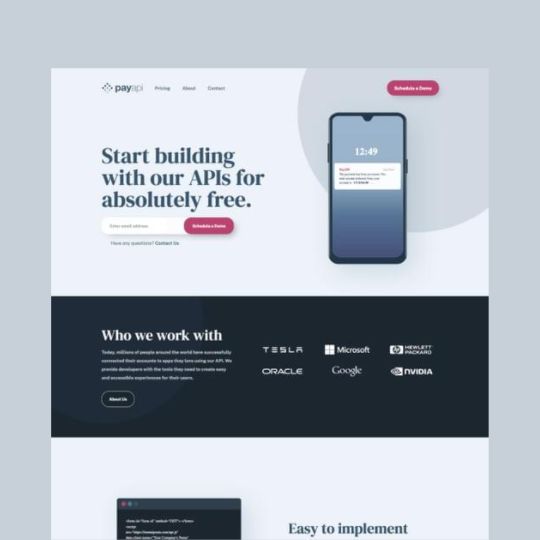 payapi Pricing About Contact Schedule a Demo
Start building
with our APIs for
absolutely free.
Enter email address Schedule a Demo
Have any questions? Contact Us
12:49
PayAPI
Who we work with
Today, millions of people around the world have successfully
connected their accounts to apps they love using our API. We
provide developers with the tools they need to create easy
and accessible experiences for their users.
About Us
TESLA Microsoft HEWLETT
PACKARD
ORACLE Google NVIDIA
Easy to implement